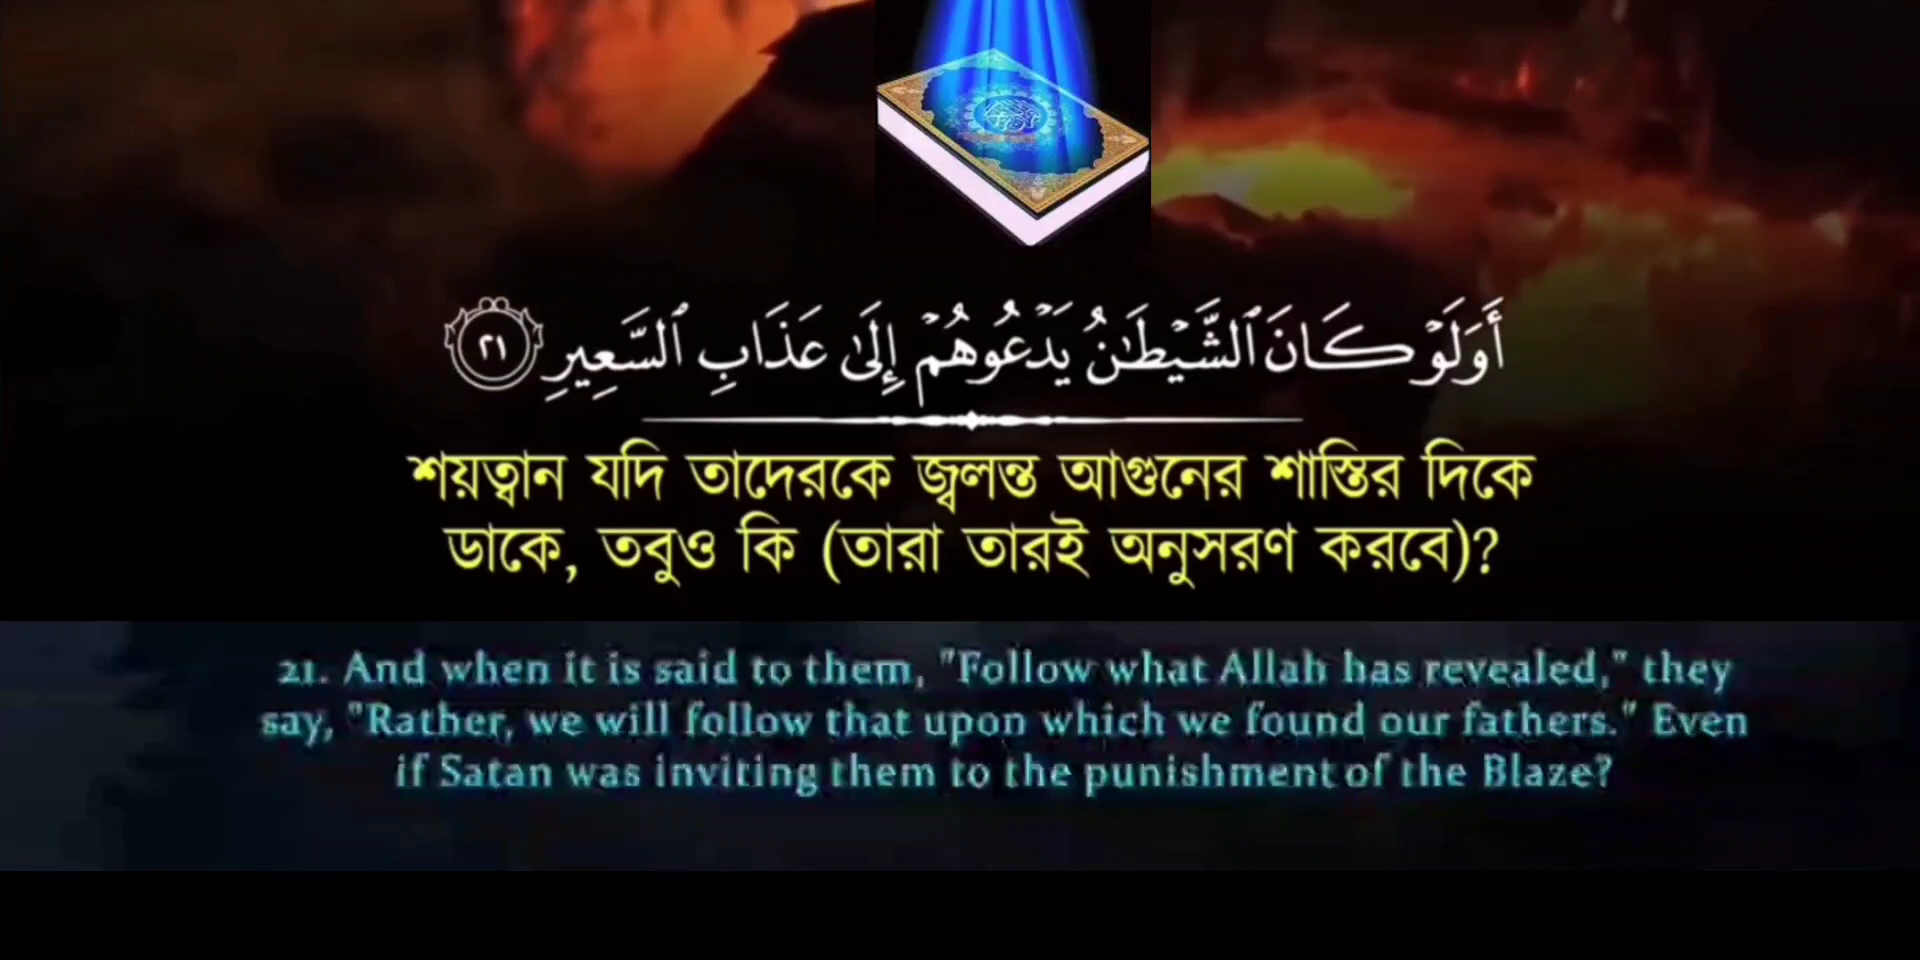 أَوَلَوْ كَانَ ٱلشَّيْطَٰنُ يَدْعُوهُمْ إِلَىٰ عَذَابِ ٱلسَّعِيرِ ٢١
শয়ত্বান যদি তাদেরকে জ্বলন্ত আগুনের শাস্তির দিকে
ডাকে, তবুও কি (তারা তারই অনুসরণ করবে)?
21. And when it is said to them, "Follow what Allah has revealed," they
say, "Rather, we will follow that upon which we found our fathers." Even
if Satan was inviting them to the punishment of the Blaze?